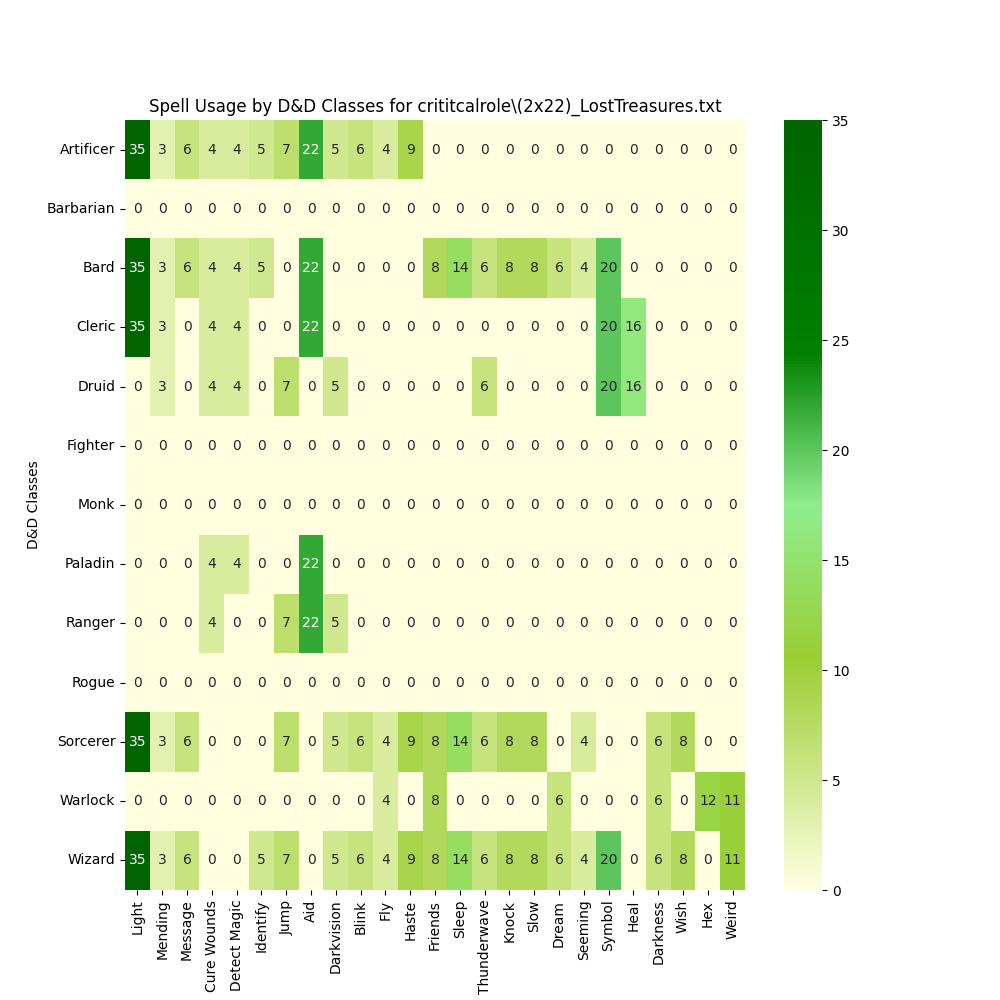 Spell Usage by D&D Classes for crititcalrole\(2x22)_LostTreasures.txt
D&D Classes
Artificer 35 3 6 4 4 5 7 22 5 6 4 9 0 0 0 0 0 0 0 0 0 0 0 0 0
Barbarian 0 0 0 0 0 0 0 0 0 0 0 0 0 0 0 0 0 0 0 0 0 0 0 0 0
Bard 35 3 6 4 4 5 0 22 0 0 0 0 8 14 6 8 8 6 4 20 0 0 0 0 0
Cleric 35 3 0 4 4 0 0 22 0 0 0 0 0 0 0 0 0 0 0 20 16 0 0 0 0
Druid 0 3 0 4 4 0 7 0 5 0 0 0 0 0 6 0 0 0 0 20 16 0 0 0 0
Fighter 0 0 0 0 0 0 0 0 0 0 0 0 0 0 0 0 0 0 0 0 0 0 0 0 0
Monk 0 0 0 0 0 0 0 0 0 0 0 0 0 0 0 0 0 0 0 0 0 0 0 0 0
Paladin 0 0 0 4 4 0 0 22 0 0 0 0 0 0 0 0 0 0 0 0 0 0 0 0 0
Ranger 0 0 0 4 0 0 7 22 5 0 0 0 0 0 0 0 0 0 0 0 0 0 0 0 0
Rogue 0 0 0 0 0 0 0 0 0 0 0 0 0 0 0 0 0 0 0 0 0 0 0 0 0
Sorcerer 35 3 6 0 0 0 7 0 5 6 4 9 8 14 6 8 8 0 4 0 0 6 8 0 0
Warlock 0 0 0 0 0 0 0 0 0 0 4 0 8 0 0 0 0 6 0 0 0 6 0 12 11
Wizard 35 3 6 0 0 5 7 0 5 6 4 9 8 14 6 8 8 6 4 20 0 6 8 0 11
Light
Mending
Message
Cure Wounds
Detect Magic
Identify
Jump
Aid
Darkvision
Blink
Fly
Haste
Friends
Sleep
Thunderwave
Knock
Slow
Dream
Seeming
Symbol
Heal
Darkness
Wish
Hex
Weird
35
30
25
20
15
10
5
0